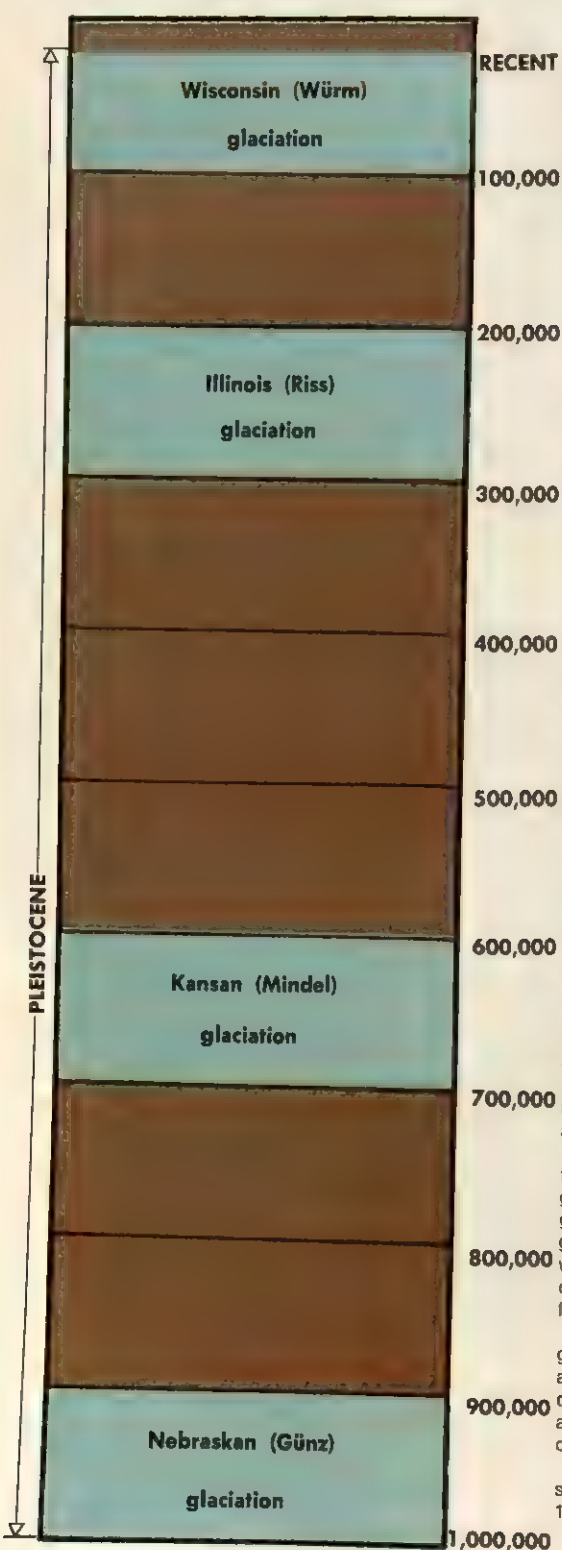 RECENT
Wisconsin (Würm)
glaciation
100,000
200,000
Illinois (Riss)
glaciation
300,000
400,000
500,000
PLEISTOCENE
600,000
Kansan (Mindel)
glaciation
700,000
800,000
900,000
Nebraskan (Günz)
glaciation
1,000,000